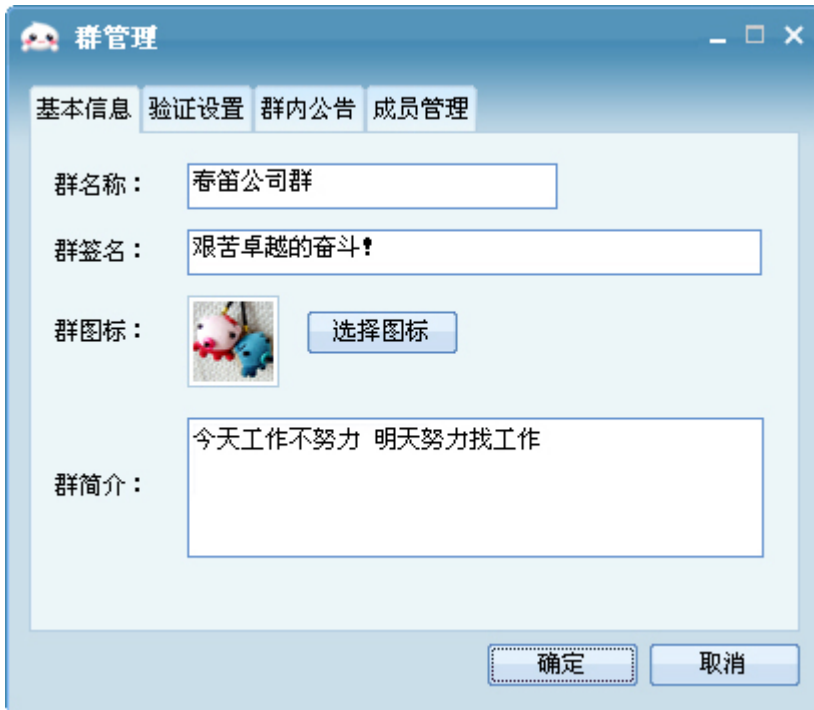 群管理
基本信息 验证设置 群内公告 成员管理
群名称： 春笛公司群
群签名： 艰苦卓越的奋斗！
群图标： 选择图标
群简介： 今天工作不努力 明天努力找工作
确定 取消